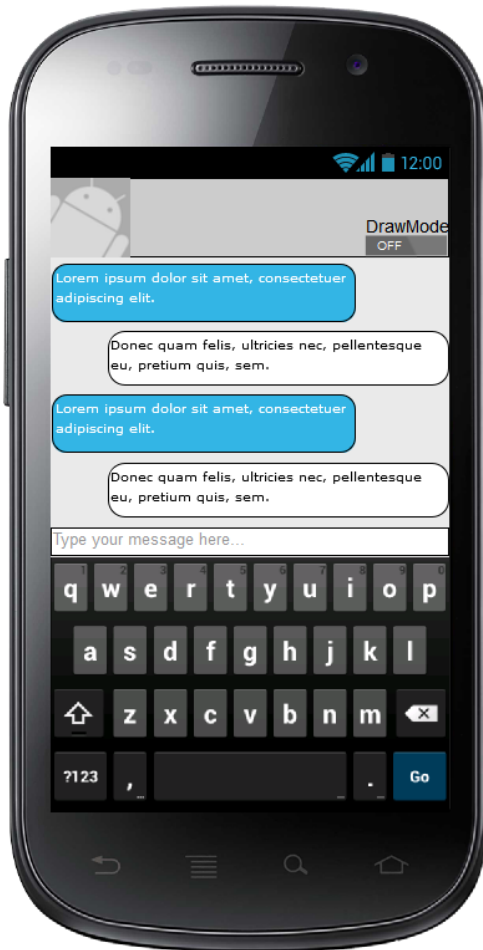 12:00
DrawMode
OFF
Lorem ipsum dolor sit amet, consectetuer
adipiscing elit.
Donec quam felis, ultricies nec, pellentesque
eu, pretium quis, sem.
Lorem ipsum dolor sit amet, consectetuer
adipiscing elit.
Donec quam felis, ultricies nec, pellentesque
eu, pretium quis, sem.
Type your message here...
1 2 3 4 5 6 7 8 9 0
q w e r t y u i o p
a s d f g h j k l
z x c v b n m
?123 , ... ... . ... Go